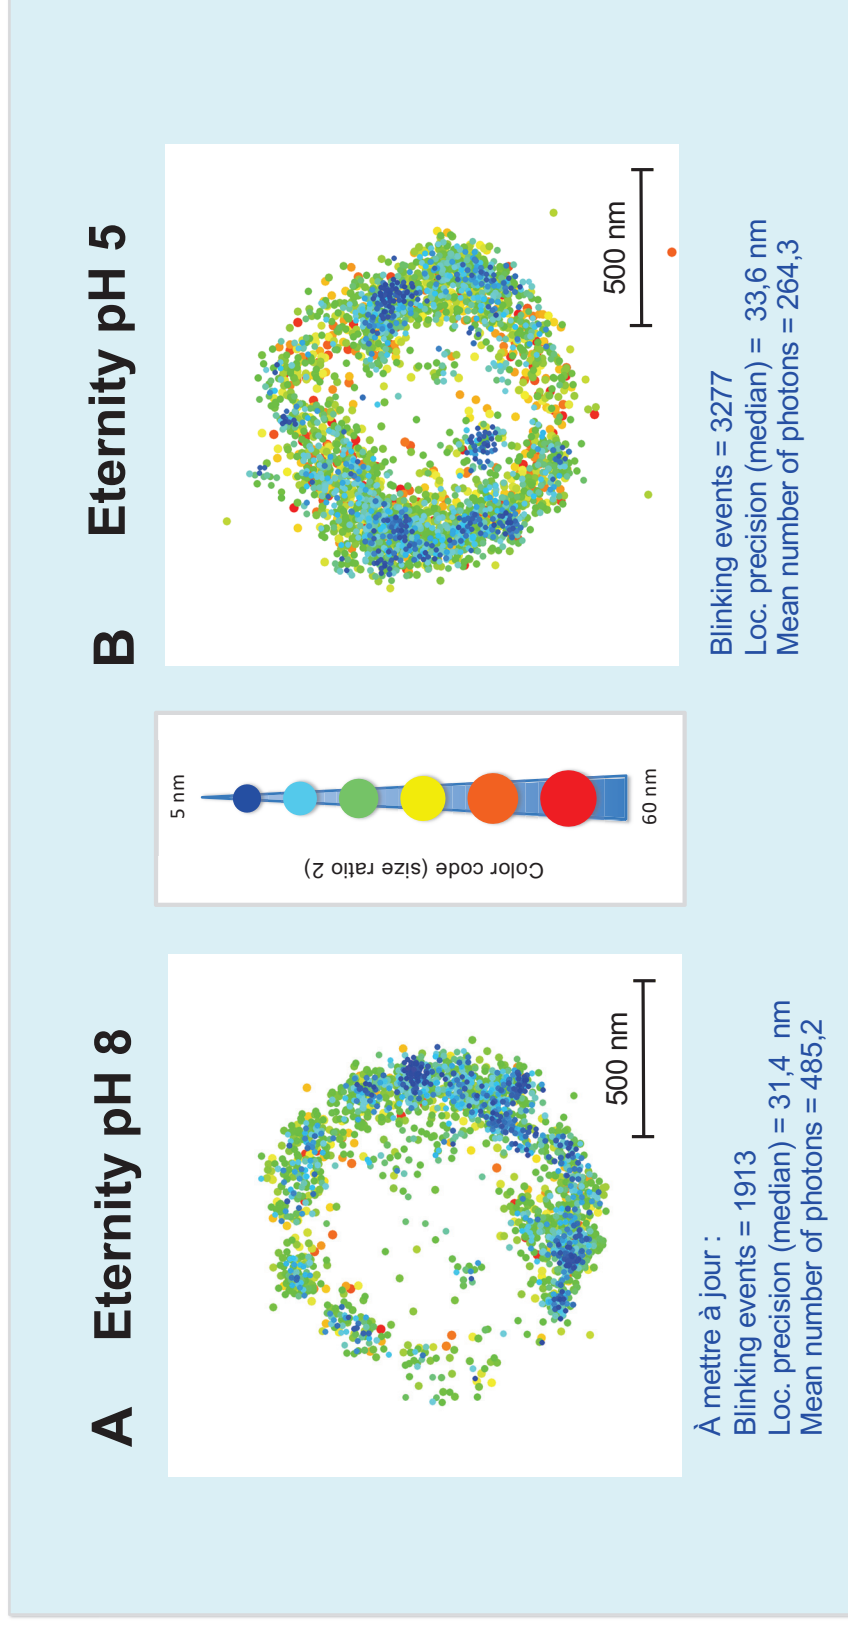 A Eternity pH 8
500 nm
À mettre à jour :
Blinking events = 1913
Loc. precision (median) = 31,4 nm
Mean number of photons = 485,2
Color code (size ratio 2)
5 nm
60 nm
B Eternity pH 5
500 nm
Blinking events = 3277
Loc. precision (median) = 33,6 nm
Mean number of photons = 264,3